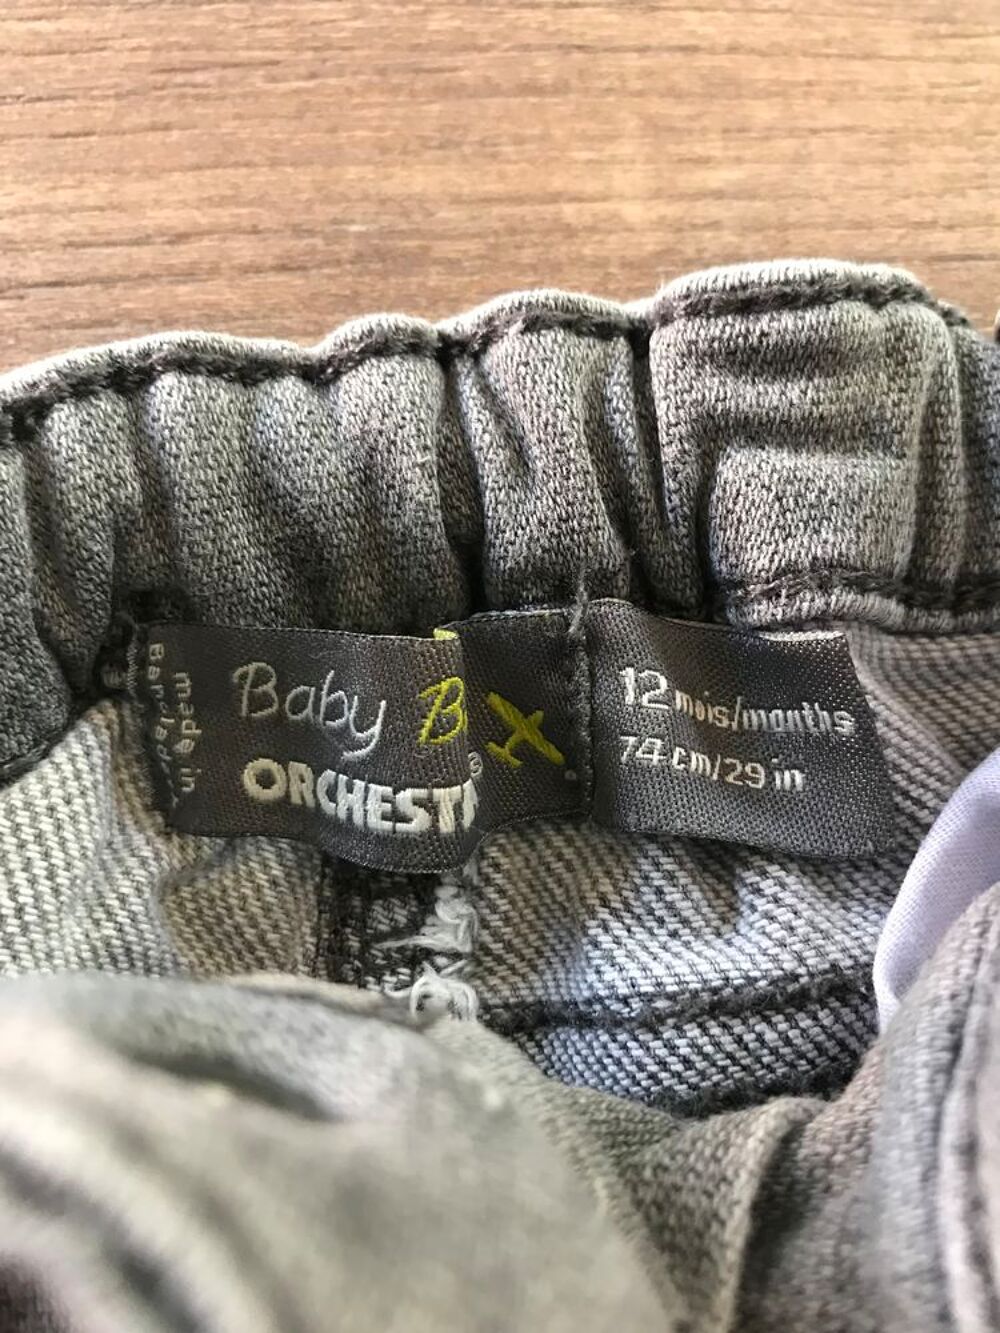 Baby B
ORCHEST
made in
12 mois/months
74 cm/29 in